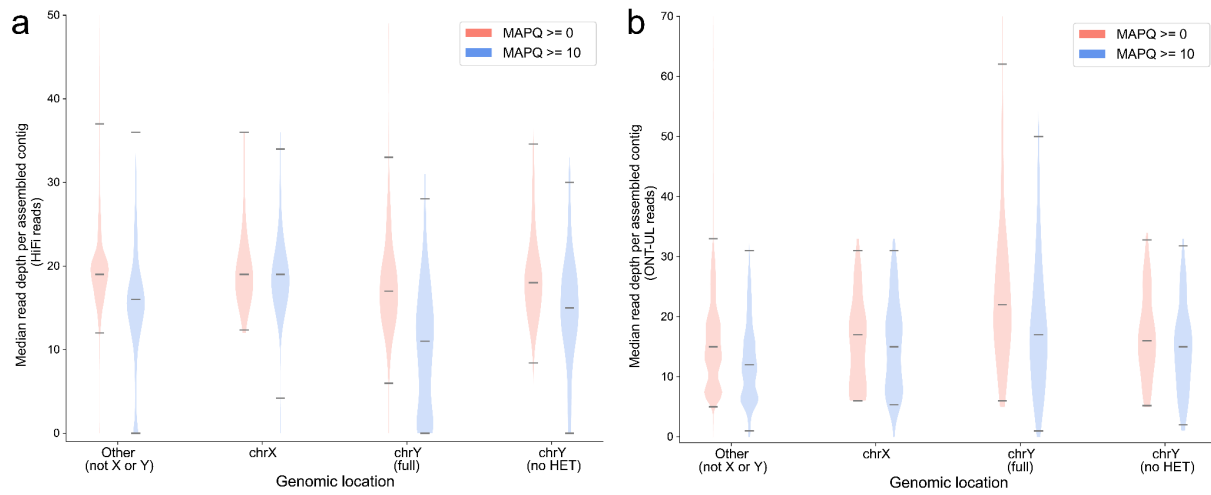 a
50
40
30
20
10
0
Median read depth per assembled contig
(HiFi reads)
MAPQ >= 0
MAPQ >= 10
Other
(not X or Y)
chrX
chrY
(full)
chrY
(no HET)
Genomic location
b
70
60
50
40
30
20
10
0
Median read depth per assembled contig
(ONT-UL reads)
MAPQ >= 0
MAPQ >= 10
Other
(not X or Y)
chrX
chrY
(full)
chrY
(no HET)
Genomic location